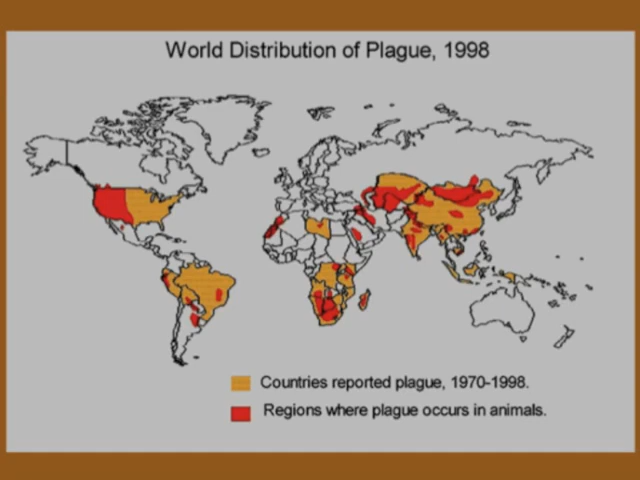 World Distribution of Plague, 1998
Countries reported plague, 1970-1998.
Regions where plague occurs in animals.